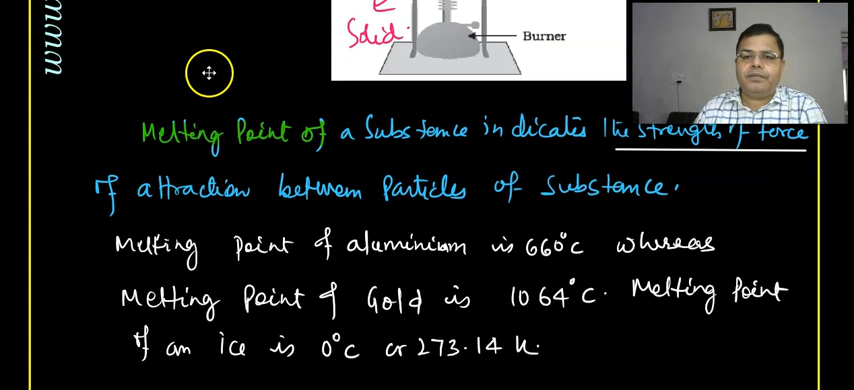 www
Solid.
Burner
Melting Point of a Substance indicates the strength of force
of attraction between Particles of Substance.
Melting Point of aluminium is 660°C whereas
Melting Point of Gold is 1064°C. Melting Point
of an ice is 0°C or 273.14 K.